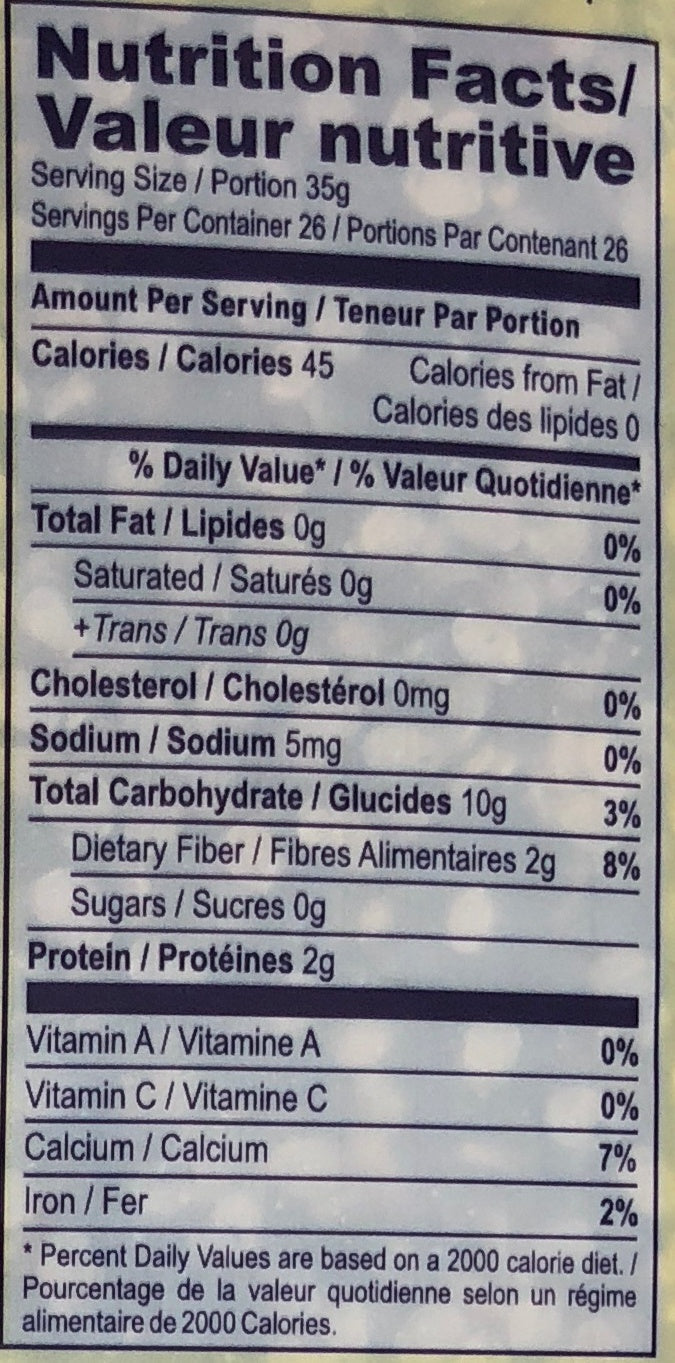 Nutrition Facts/
Valeur nutritive
Serving Size / Portion 35g
Servings Per Container 26 / Portions Par Contenant 26
Amount Per Serving / Teneur Par Portion
Calories / Calories 45 Calories from Fat /
Calories des lipides 0
% Daily Value* / % Valeur Quotidienne*
Total Fat / Lipides 0g 0%
Saturated / Saturés 0g 0%
+Trans / Trans 0g
Cholesterol / Cholestérol 0mg 0%
Sodium / Sodium 5mg 0%
Total Carbohydrate / Glucides 10g 3%
Dietary Fiber / Fibres Alimentaires 2g 8%
Sugars / Sucres 0g
Protein / Protéines 2g
Vitamin A / Vitamine A 0%
Vitamin C / Vitamine C 0%
Calcium / Calcium 7%
Iron / Fer 2%
* Percent Daily Values are based on a 2000 calorie diet. /
Pourcentage de la valeur quotidienne selon un régime
alimentaire de 2000 Calories.